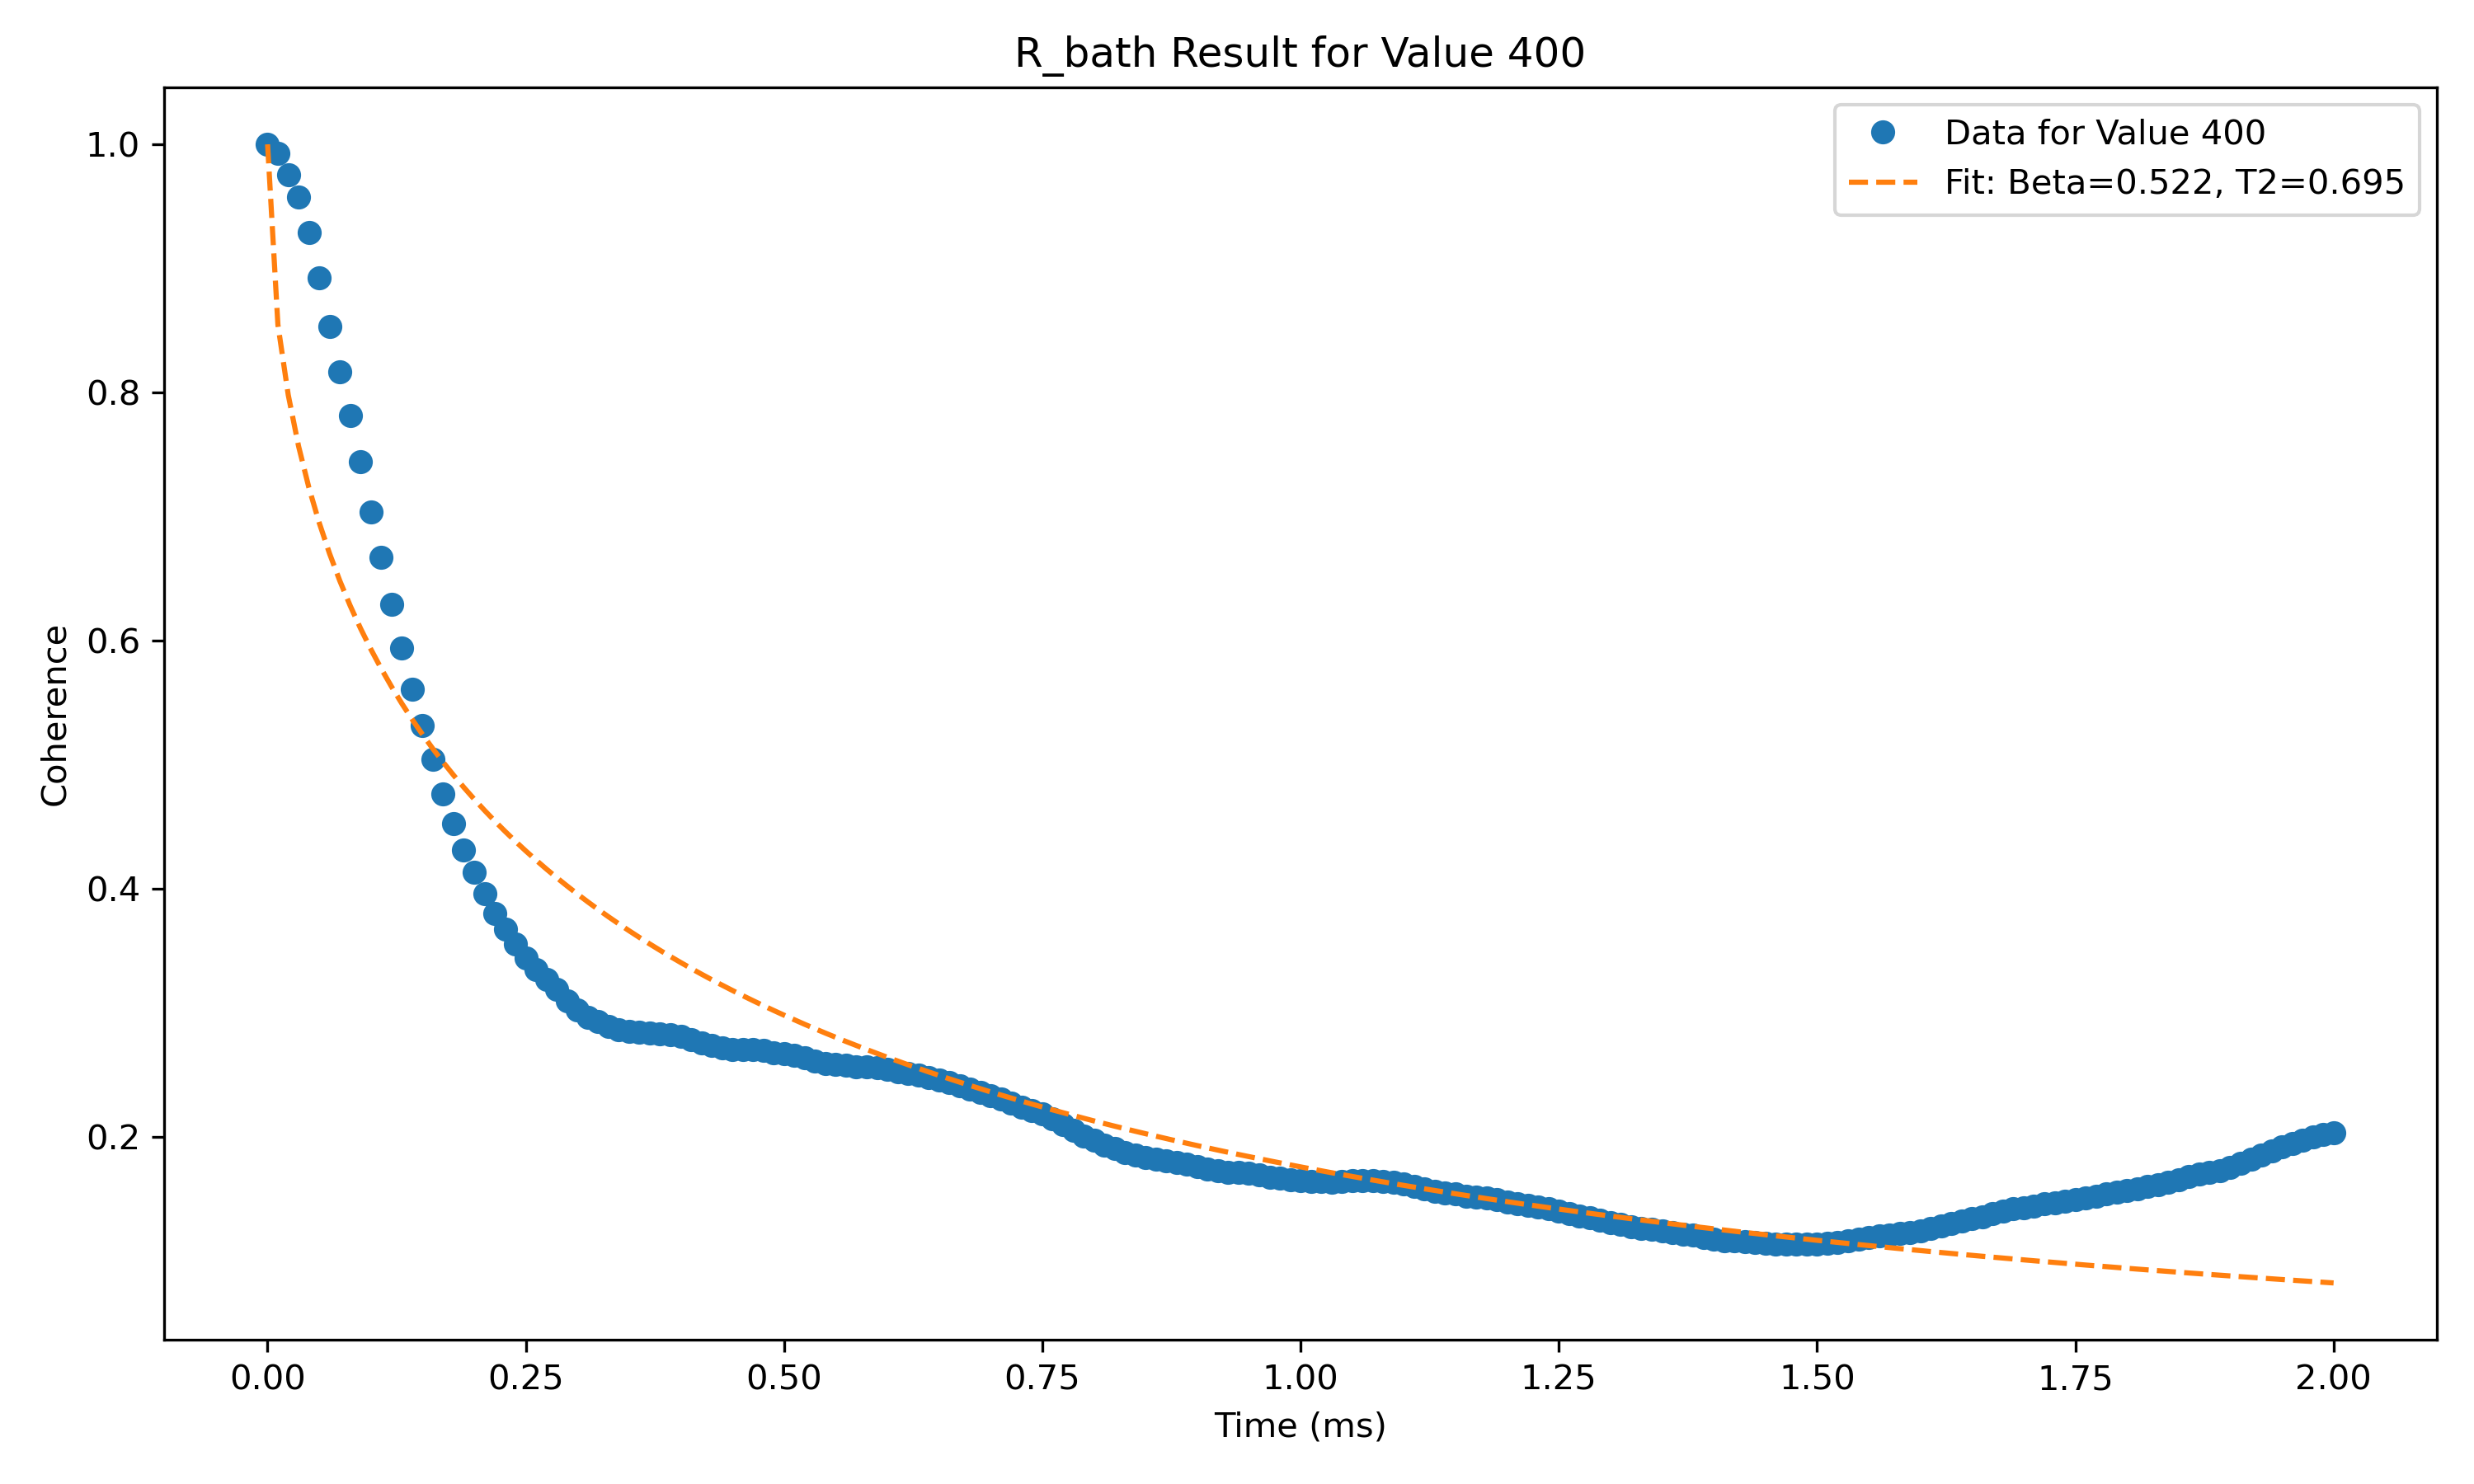 R_bath Result for Value 400
Data for Value 400
Fit: Beta=0.522, T2=0.695
Coherence
1.0
0.8
0.6
0.4
0.2
0.00 0.25 0.50 0.75 1.00 1.25 1.50 1.75 2.00
Time (ms)